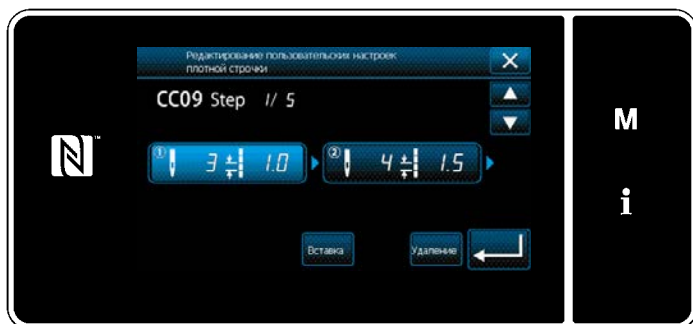 Редактирование пользовательских настроек
плотной строчки
CC09 Step 1/ 5
① 3 1.0 ② 4 1.5
Вставка Удаление
M
i